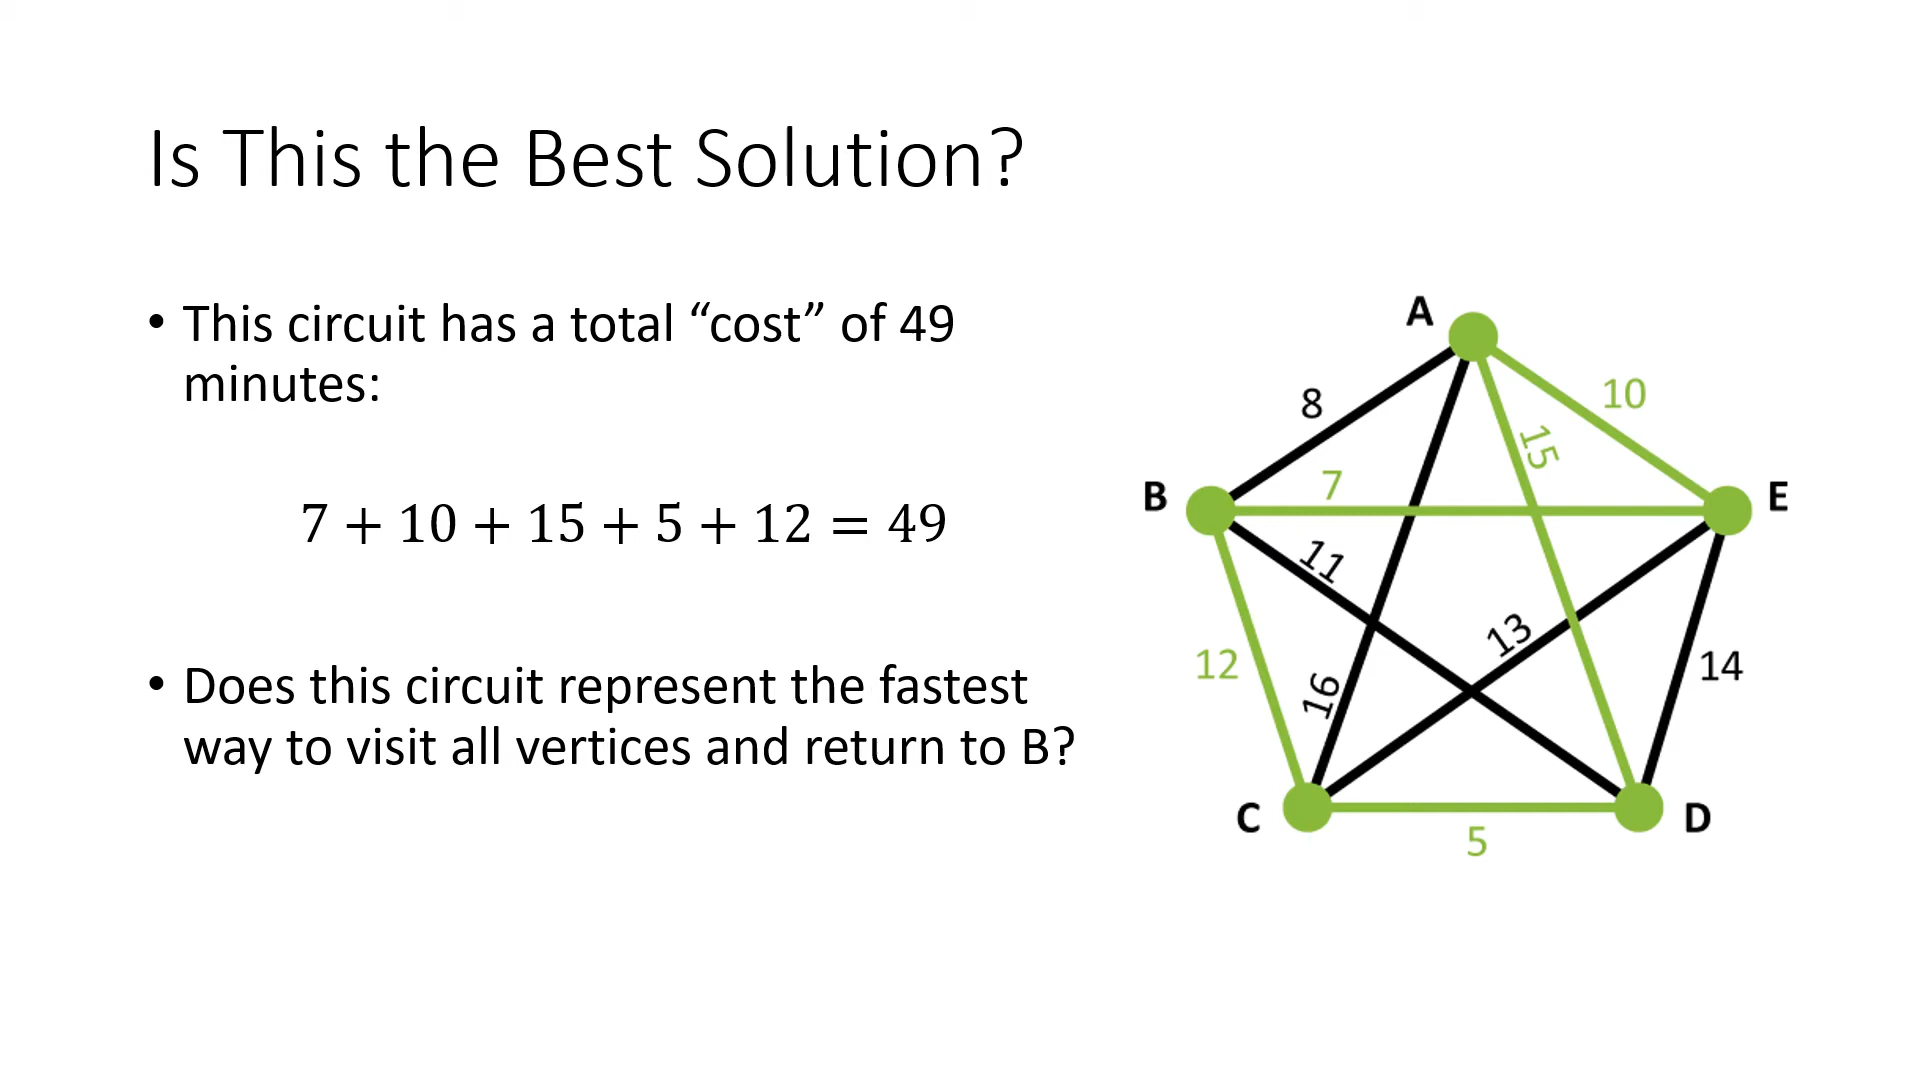 Is This the Best Solution?
• This circuit has a total “cost” of 49
minutes:
7 + 10 + 15 + 5 + 12 = 49
• Does this circuit represent the fastest
way to visit all vertices and return to B?
A
8
10
15
B
7
E
11
13
12
16
14
C
D
5